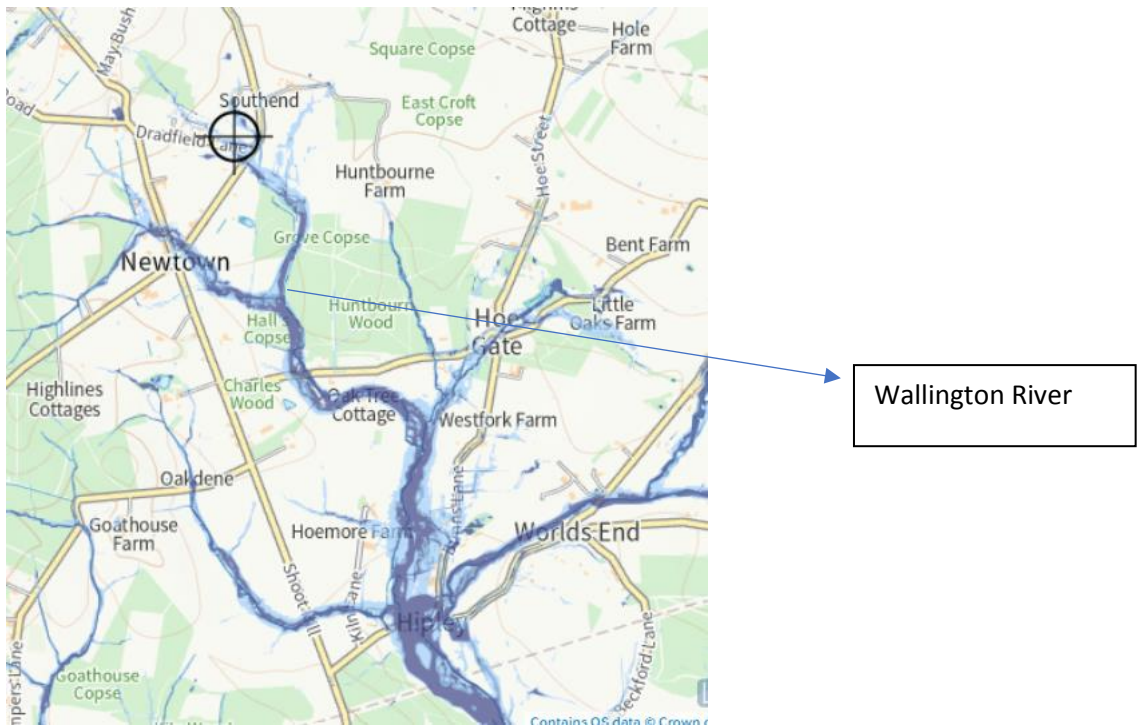 Cottage
Hole
Farm
May Bush
Square Copse
Road
Southend
East Croft
Copse
Dradfield Lane
Hoe Street
Huntbourne
Farm
Grove Copse
Bent Farm
Newtown
Hall's
Copse
Huntbourn
Wood
Hoe
Gate
Little
Oaks Farm
Wallington River
Highlines
Cottages
Charles
Wood
Oak Tree
Cottage
Westfork Farm
Oakdene
Goathouse
Farm
Hoemore Farm
Worlds End
Shoot Hill
Kiln Lane
Hipley
Beckford Lane
Goathouse
Copse
Contains OS data © Crown